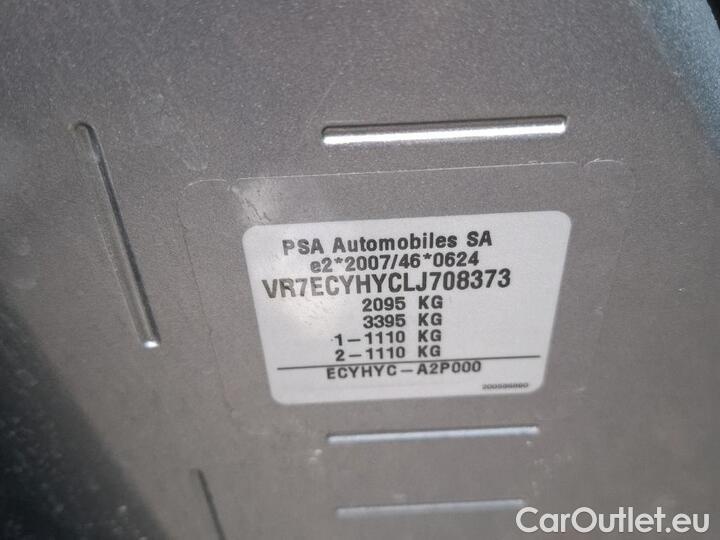 PSA Automobiles SA
e2*2007/46*0624
VR7ECYHYCLJ708373
2095 KG
3395 KG
1-1110 KG
2-1110 KG
ECYHYC-A2P000
CarOutlet.eu